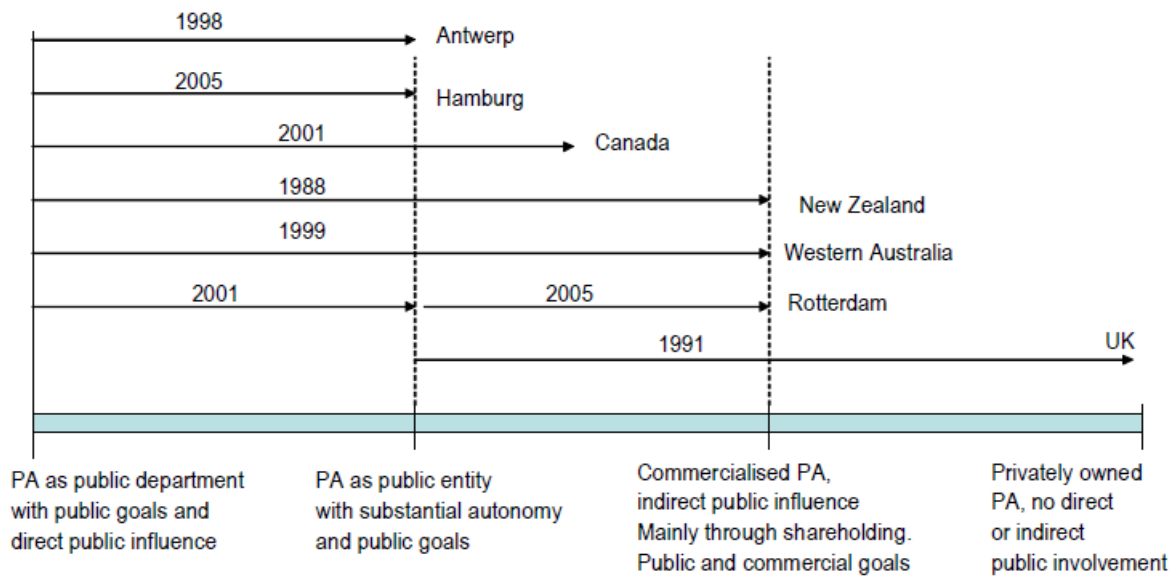 1998
Antwerp
2005
Hamburg
2001
Canada
1988
New Zealand
1999
Western Australia
2001
2005
Rotterdam
1991
UK
PA as public department
with public goals and
direct public influence
PA as public entity
with substantial autonomy
and public goals
Commercialised PA,
indirect public influence
Mainly through shareholding.
Public and commercial goals
Privately owned
PA, no direct
or indirect
public involvement